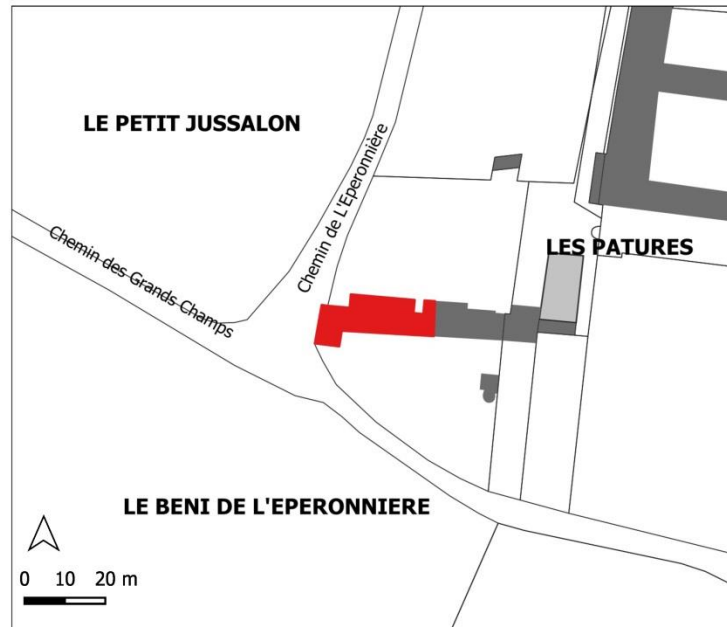 LE PETIT JUSSALON
Chemin de L'Eperonnière
Chemin des Grands Champs
LES PATURES
LE BENI DE L'EPERONNIERE
0 10 20 m